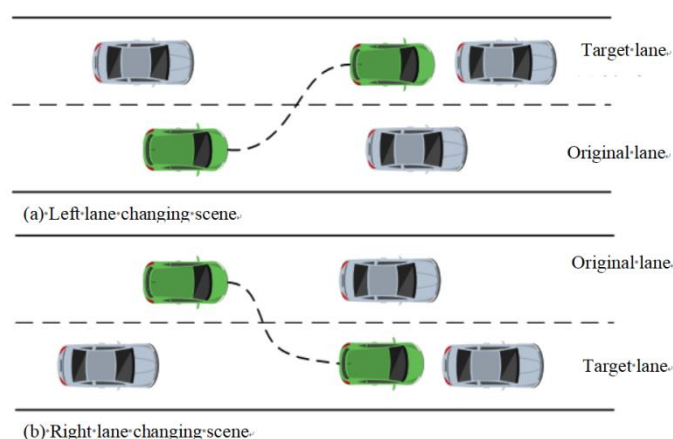 Target lane
Original lane
(a) Left lane changing scene
Original lane
Target lane
(b) Right lane changing scene